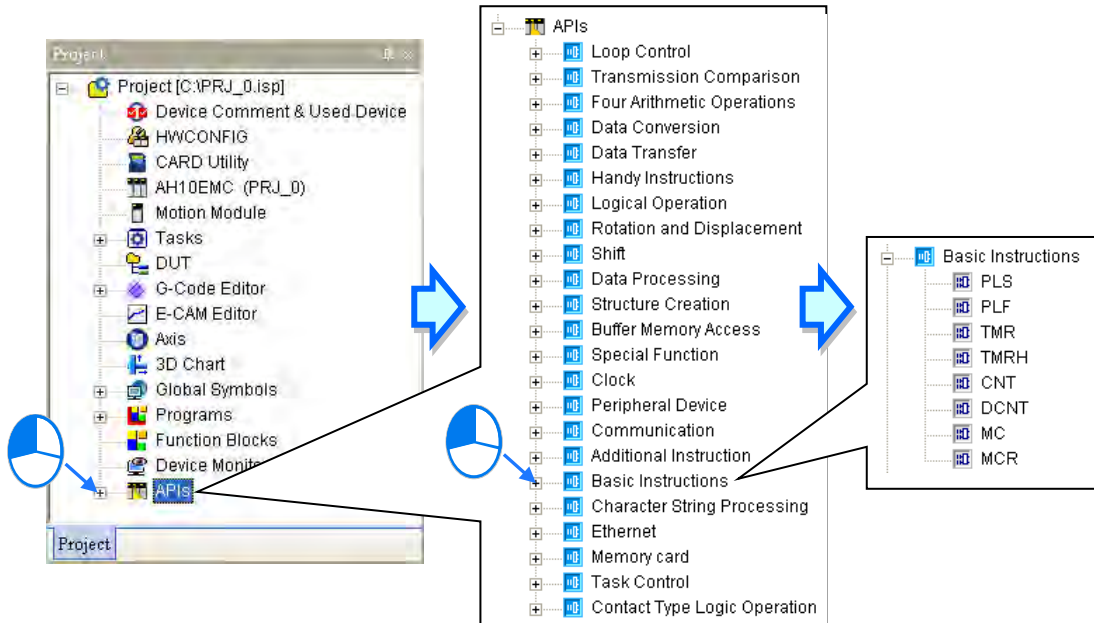 Project
Project [C:\PRJ_0.isp]
Device Comment & Used Device
HWCONFIG
CARD Utility
AH10EMC (PRJ_0)
Motion Module
Tasks
DUT
G-Code Editor
E-CAM Editor
Axis
3D Chart
Global Symbols
Programs
Function Blocks
Device Monito
APIs
Project
APIs
Loop Control
Transmission Comparison
Four Arithmetic Operations
Data Conversion
Data Transfer
Handy Instructions
Logical Operation
Rotation and Displacement
Shift
Data Processing
Structure Creation
Buffer Memory Access
Special Function
Clock
Peripheral Device
Communication
Additional Instruction
Basic Instructions
Character String Processing
Ethernet
Memory card
Task Control
Contact Type Logic Operation
Basic Instructions
PLS
PLF
TMR
TMRH
CNT
DCNT
MC
MCR